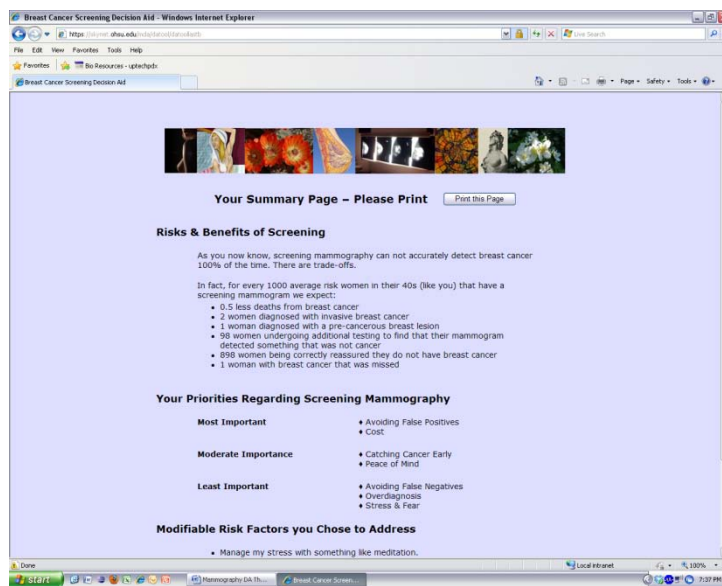 Breast Cancer Screening Decision Aid - Windows Internet Explorer
Live Search
File Edit View Favorites Tools Help
Favorites Bio Resources - uptechpdx
Breast Cancer Screening Decision Aid
Page Safety Tools
Your Summary Page – Please Print Print this Page
Risks & Benefits of Screening
As you now know, screening mammography can not accurately detect breast cancer
100% of the time. There are trade-offs.
In fact, for every 1000 average risk women in their 40s (like you) that have a
screening mammogram we expect:
• 0.5 less deaths from breast cancer
• 2 women diagnosed with invasive breast cancer
• 1 woman diagnosed with a pre-cancerous breast lesion
• 98 women undergoing additional testing to find that their mammogram
detected something that was not cancer
• 898 women being correctly reassured they do not have breast cancer
• 1 woman with breast cancer that was missed
Your Priorities Regarding Screening Mammography
Most Important ♦ Avoiding False Positives
♦ Cost
Moderate Importance ♦ Catching Cancer Early
♦ Peace of Mind
Least Important ♦ Avoiding False Negatives
♦ Overdiagnosis
♦ Stress & Fear
Modifiable Risk Factors you Chose to Address
• Manage my stress with something like meditation.
Done Local intranet 100%
start Mammography DA Th... Breast Cancer Screen... 7:37 PM